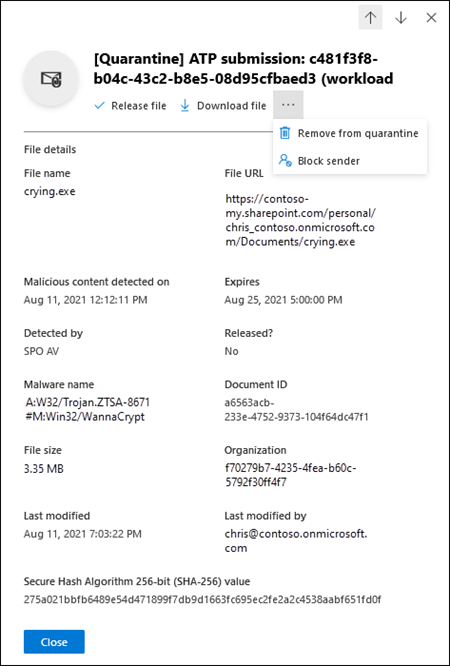 [Quarantine] ATP submission: c481f3f8-
b04c-43c2-b8e5-08d95cfbaed3 (workload
Release file
Download file
Remove from quarantine
Block sender
File details
File name
crying.exe
File URL
https://contoso-
my.sharepoint.com/personal/
chris_contoso.onmicrosoft.co
m/Documents/crying.exe
Malicious content detected on
Aug 11, 2021 12:12:11 PM
Expires
Aug 25, 2021 5:00:00 PM
Detected by
SPO AV
Released?
No
Malware name
A:W32/Trojan.ZTSA-8671
#M:Win32/WannaCrypt
Document ID
a6563acb-
233e-4752-9373-104f64dc47f1
File size
3.35 MB
Organization
f70279b7-4235-4fea-b60c-
5792f30ff4f7
Last modified
Aug 11, 2021 7:03:22 PM
Last modified by
chris@contoso.onmicrosoft.
com
Secure Hash Algorithm 256-bit (SHA-256) value
275a021bbfb6489e54d471899f7db9d1663fc695ec2fe2a2c4538aabf651fd0f
Close